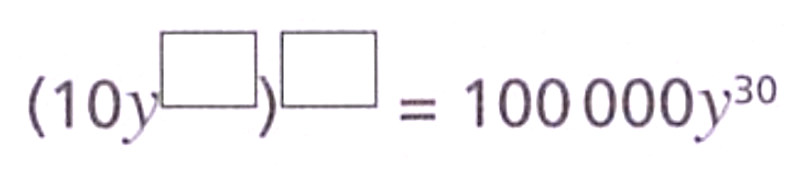 (10y^□)^□ = 100 000y³⁰